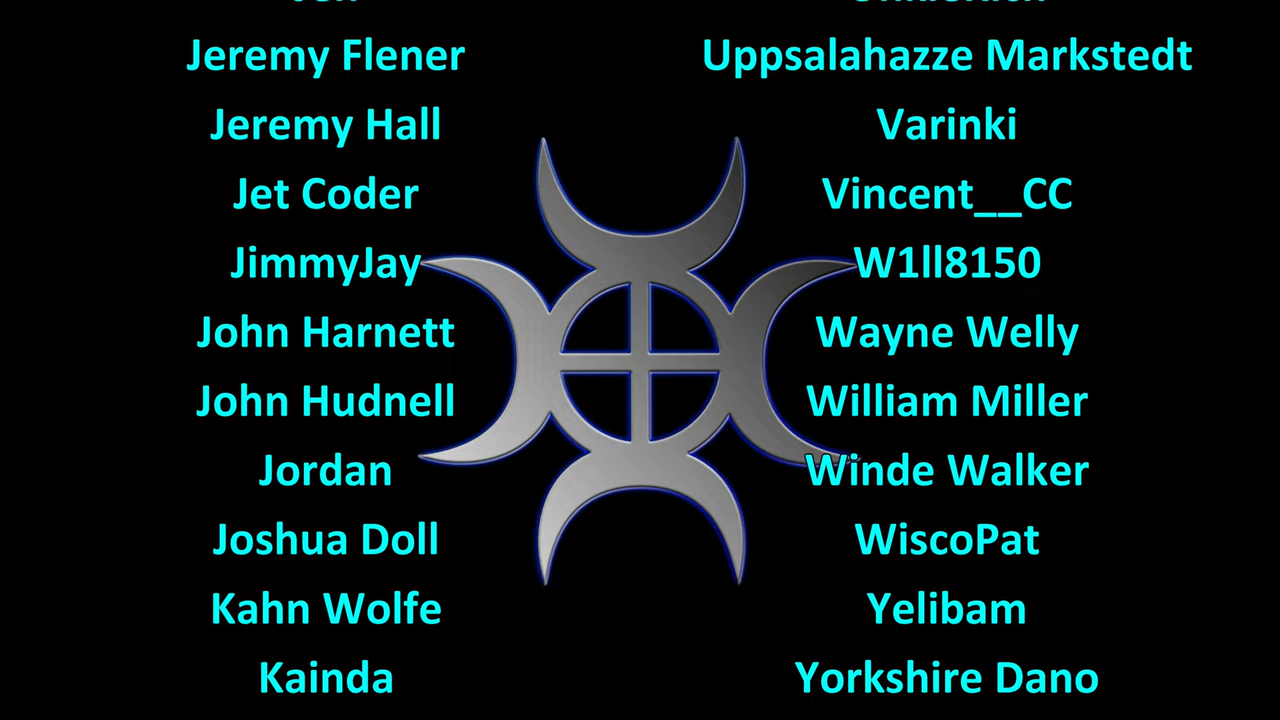 Jeremy Flener
Jeremy Hall
Jet Coder
JimmyJay
John Harnett
John Hudnell
Jordan
Joshua Doll
Kahn Wolfe
Kainda
Uppsalahazze Markstedt
Varinki
Vincent__CC
W1ll8150
Wayne Welly
William Miller
Winde Walker
WiscoPat
Yelibam
Yorkshire Dano